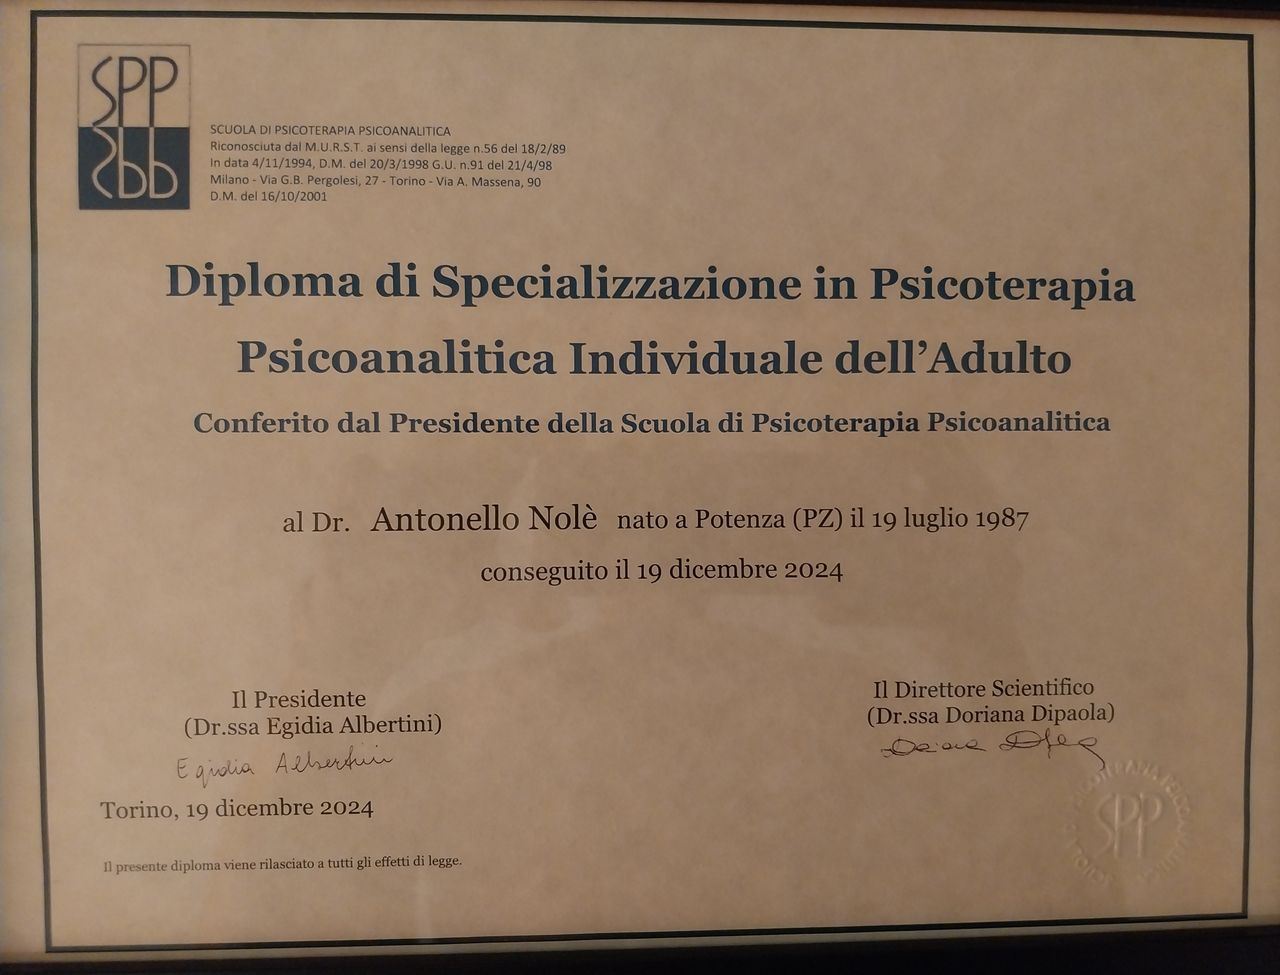 SPP
SCUOLA DI PSICOTERAPIA PSICOANALITICA
Riconosciuta dal M.U.R.S.T. ai sensi della legge n.56 del 18/2/89
In data 4/11/1994, D.M. del 20/3/1998 G.U. n.91 del 21/4/98
Milano - Via G.B. Pergolesi, 27 - Torino - Via A. Massena, 90
D.M. del 16/10/2001
Diploma di Specializzazione in Psicoterapia
Psicoanalitica Individuale dell'Adulto
Conferito dal Presidente della Scuola di Psicoterapia Psicoanalitica
al Dr. Antonello Nolè nato a Potenza (PZ) il 19 luglio 1987
conseguito il 19 dicembre 2024
Il Presidente
(Dr.ssa Egidia Albertini)
Egidia Albertini
Il Direttore Scientifico
(Dr.ssa Doriana Dipaola)
Torino, 19 dicembre 2024
Il presente diploma viene rilasciato a tutti gli effetti di legge.
SPP